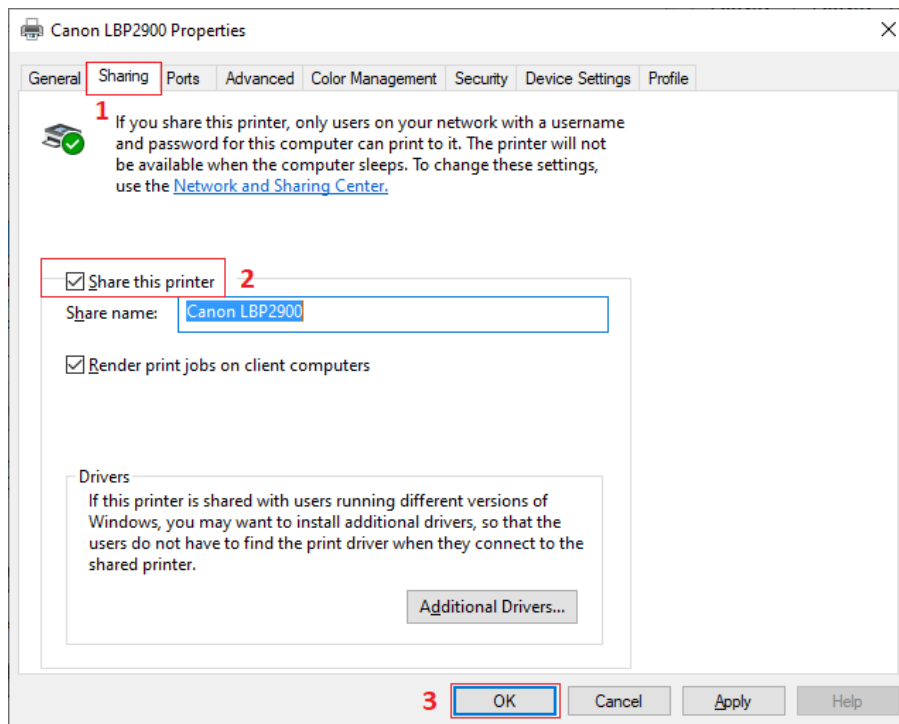 Canon LBP2900 Properties
General Sharing Ports Advanced Color Management Security Device Settings Profile
1
If you share this printer, only users on your network with a username
and password for this computer can print to it. The printer will not
be available when the computer sleeps. To change these settings,
use the Network and Sharing Center.
Share this printer 2
Share name: Canon LBP2900
Render print jobs on client computers
Drivers
If this printer is shared with users running different versions of
Windows, you may want to install additional drivers, so that the
users do not have to find the print driver when they connect to the
shared printer.
Additional Drivers...
3 OK Cancel Apply Help